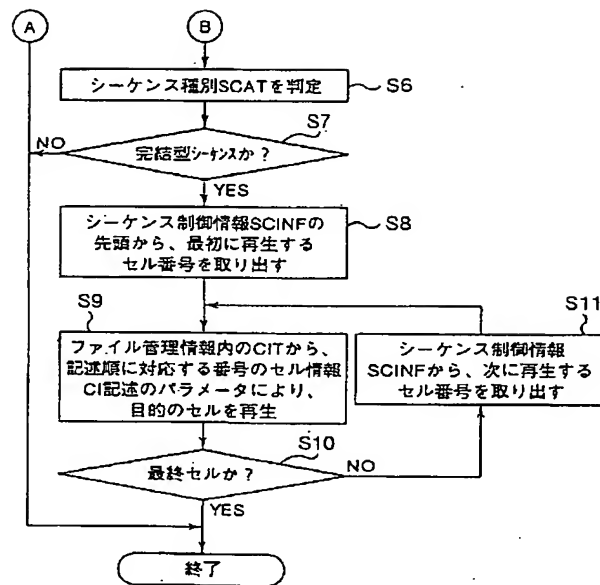 A
B
シーケンス種別SCATを判定
S6
S7
NO
完結型シーケンスか？
YES
シーケンス制御情報SCINFの
先頭から、最初に再生する
セル番号を取り出す
S8
S9
ファイル管理情報内のCITから、
記述順に対応する番号のセル情報
CI記述のパラメータにより、
目的のセルを再生
S11
シーケンス制御情報
SCINFから、次に再生する
セル番号を取り出す
S10
最終セルか？
NO
YES
終了